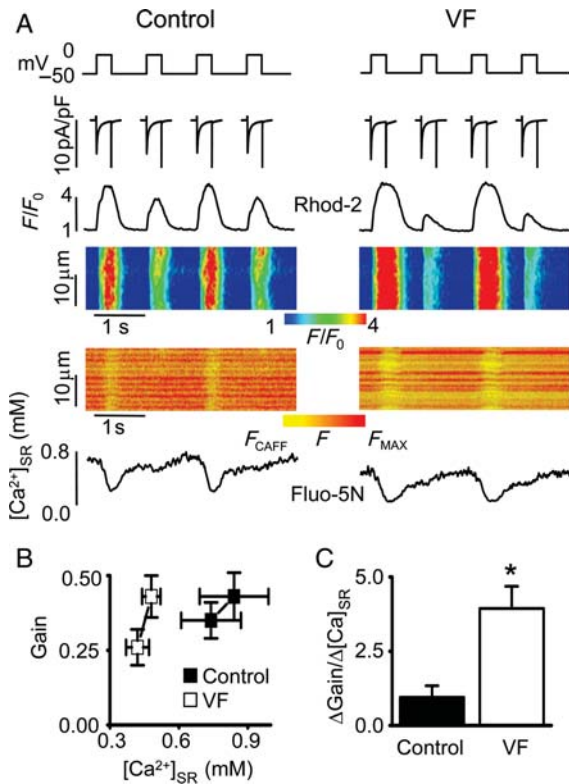 A
Control
VF
mV
0
−50
10 pA/pF
F/F0
4
1
Rhod-2
10 μm
1 s
1
4
F/F0
10 μm
1 s
FCAFF
F
FMAX
[Ca2+]SR (mM)
0.8
0.0
Fluo-5N
B
Gain
0.50
0.25
0.00
0.3
0.6
0.9
[Ca2+]SR (mM)
Control
VF
C
ΔGain/Δ[Ca]SR
5.0
2.5
0.0
*
Control
VF